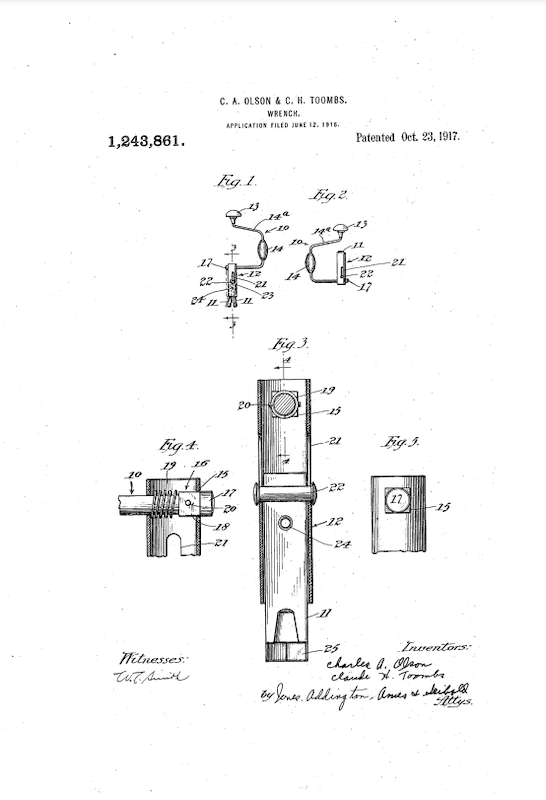 C. A. OLSON & C. H. TOOMBS.
WRENCH.
APPLICATION FILED JUNE 12, 1916.
1,243,861. Patented Oct. 23, 1917.
Fig. 1.
Fig. 2.
13
14a
10
14
3
17
12
22
21
24
23
11 11
3
13
14a
10
11
12
14
21
22
17
Fig. 3.
4
19
20
15
21
4
22
12
24
11
25
Fig. 4.
10
19
16
15
17
20
18
21
Fig. 5.
17
15
Witnesses:
W. C. Smith
Inventors:
Charles A. Olson
Claude H. Toombs
by Jones, Addington, Ames & Seibold
Attys.